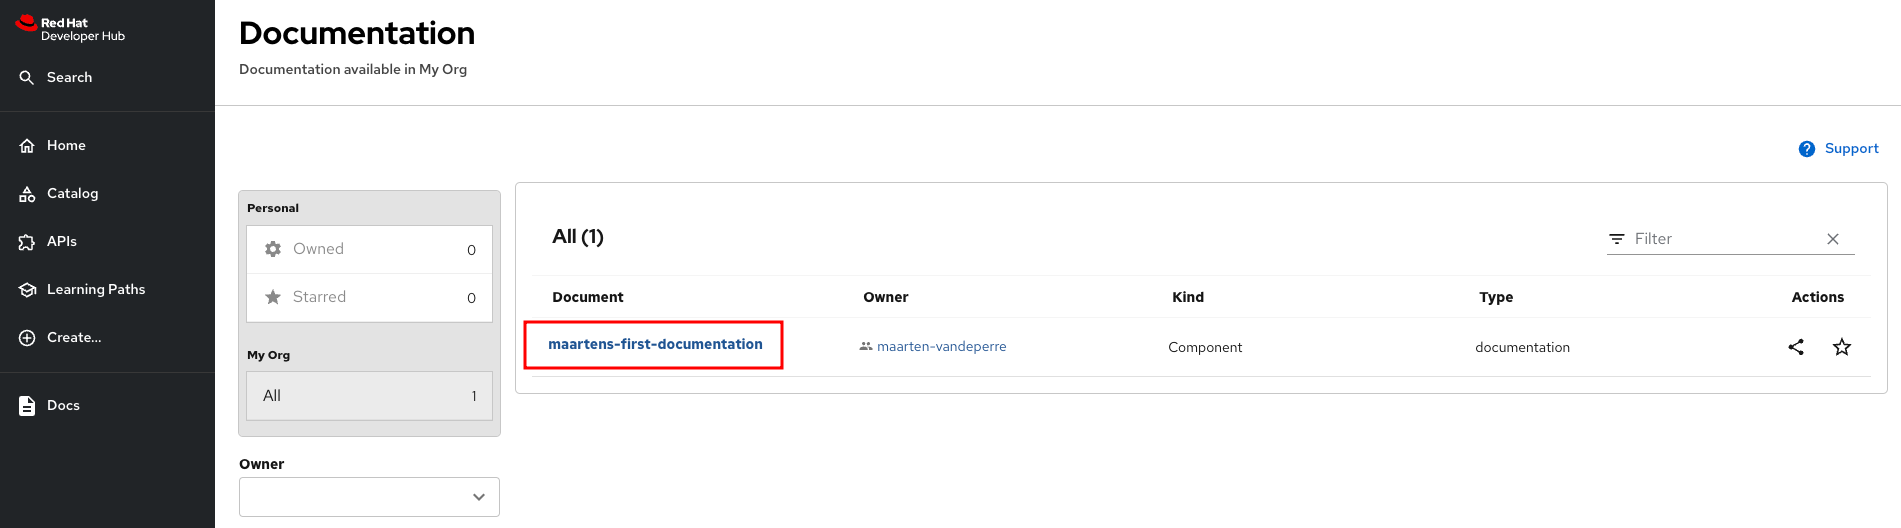 Red Hat
Developer Hub
Search
Home
Catalog
APIs
Learning Paths
Create...
Docs
Documentation
Documentation available in My Org
Support
Personal
Owned 0
Starred 0
My Org
All 1
Owner
All (1)
Filter
Document Owner Kind Type Actions
maartens-first-documentation maarten-vandeperre Component documentation